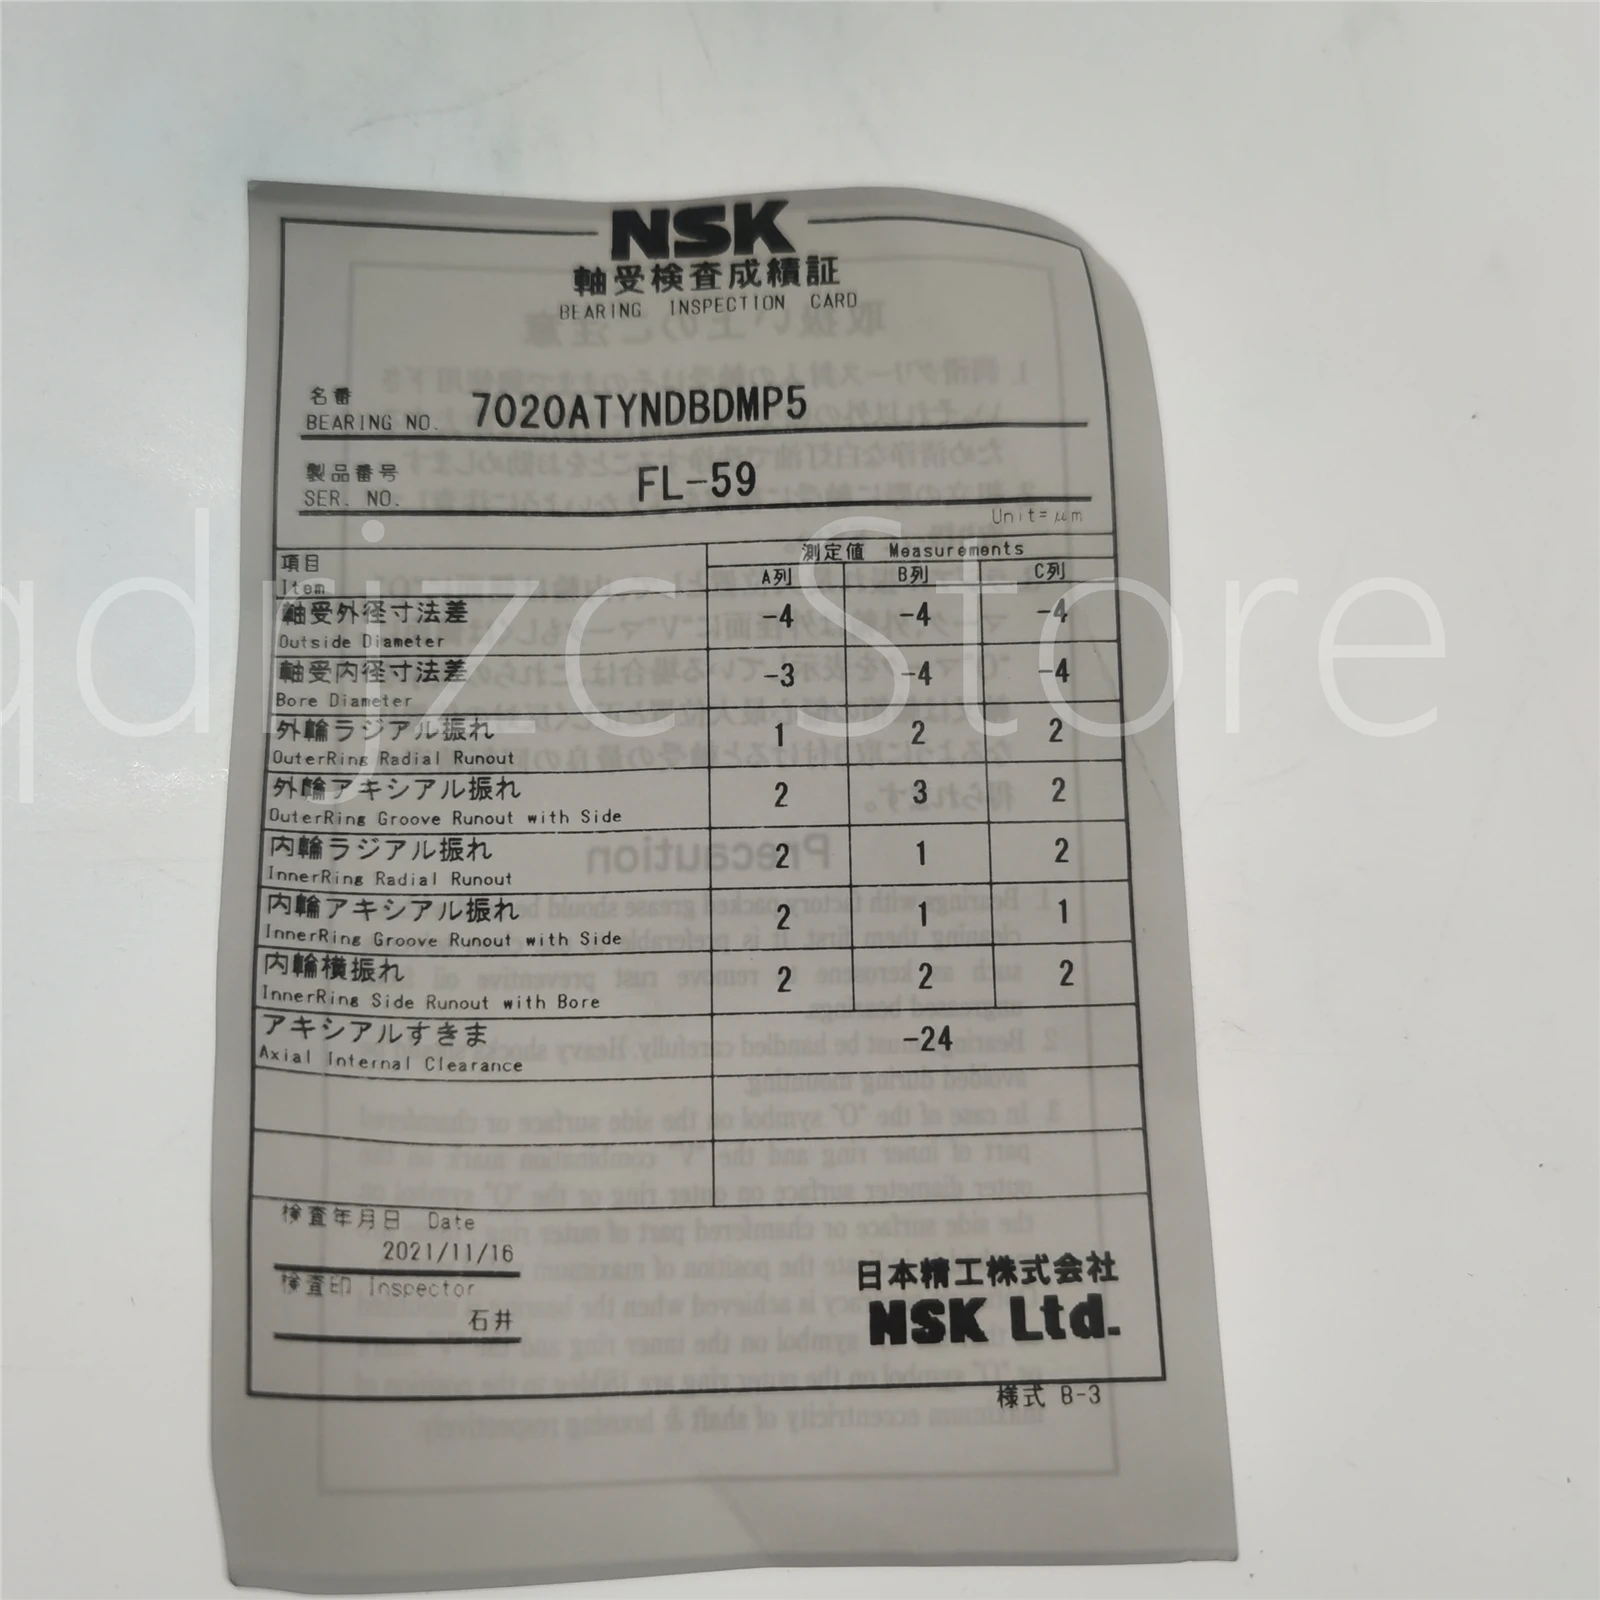 NSK
軸受検査成績証
BEARING INSPECTION CARD
名番
BEARING NO. 7020ATYNDBDMP5
製品番号
SER. NO. FL-59
Unit=μm
項目
Item
測定値 Measurements
A列 B列 C列
軸受外径寸法差
Outside Diameter
-4 -4 -4
軸受内径寸法差
Bore Diameter
-3 -4 -4
外輪ラジアル振れ
OuterRing Radial Runout
1 2 2
外輪アキシアル振れ
OuterRing Groove Runout with Side
2 3 2
内輪ラジアル振れ
InnerRing Radial Runout
2 1 2
内輪アキシアル振れ
InnerRing Groove Runout with Side
2 1 1
内輪横振れ
InnerRing Side Runout with Bore
2 2 2
アキシアルすきま
Axial Internal Clearance
-24
検査年月日 Date
2021/11/16
検査印 Inspector
石井
日本精工株式会社
NSK Ltd.
様式 B-3
qdrjzc Store